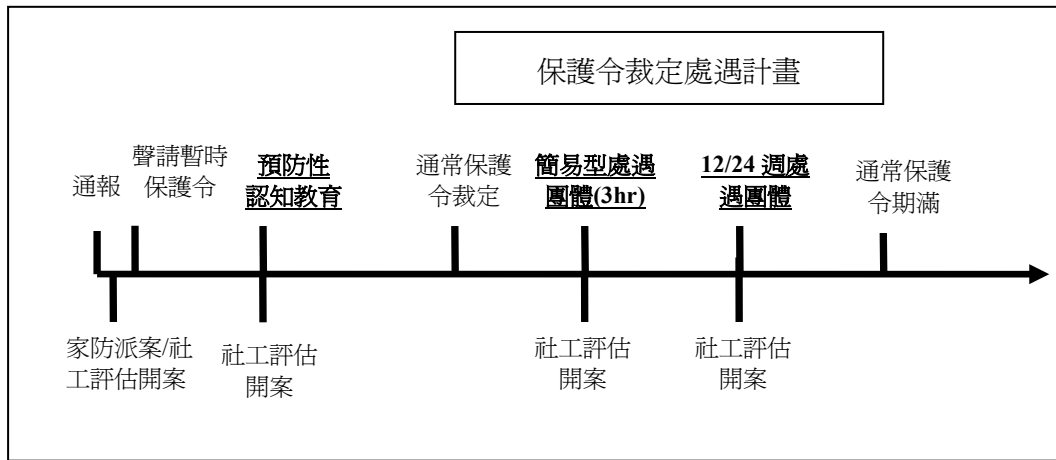 保護令裁定處遇計畫
通報
聲請暫時
保護令
預防性
認知教育
通常保護
令裁定
簡易型處遇
團體(3hr)
12/24 週處
遇團體
通常保護
令期滿
家防派案/社
工評估開案
社工評估
開案
社工評估
開案
社工評估
開案